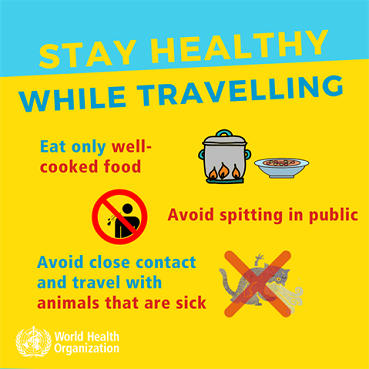 STAY HEALTHY
WHILE TRAVELLING
Eat only well-
cooked food
Avoid spitting in public
Avoid close contact
and travel with
animals that are sick
World Health
Organization